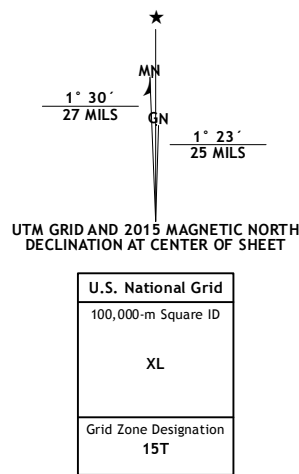 MN
GN
1° 30´
27 MILS
1° 23´
25 MILS
UTM GRID AND 2015 MAGNETIC NORTH
DECLINATION AT CENTER OF SHEET
U.S. National Grid
100,000-m Square ID
XL
Grid Zone Designation
15T